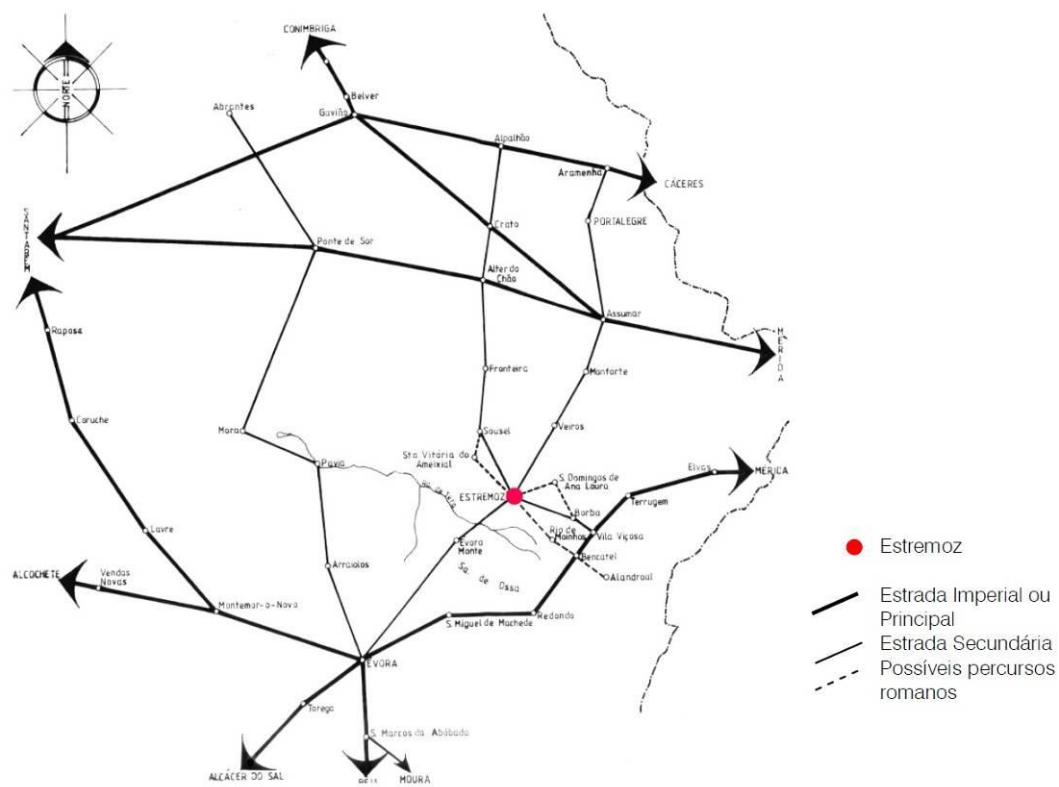 CONIMBRIGA
NORTE
Belver
Abrantes
Gavião
Alpalhão
Aramenha
CÁCERES
SANTARÉM
Crato
PORTALEGRE
Ponte de Sor
Alter do
Chão
Assumar
Raposa
MERIDA
Fronteira
Monforte
Coruche
Mora
Sousel
Veiros
Sta. Vitória do
Ameixial
Pavia
Elvas
MÉRICA
S. Domingos de
Ana Loura
ESTREMOZ
Terrugem
Borba
Lavre
Rio de
Moinhos
Vila Viçosa
Évora
Monte
Bencatel
Estremoz
ALCOCHETE
Vendas
Novas
Arraiolos
Sª. de Ossa
Alandroal
Estrada Imperial ou
Principal
Montemor-o-Novo
S. Miguel de Machede
Redondo
Estrada Secundária
ÉVORA
Possíveis percursos
romanos
Torega
S. Marcos da Abóbada
ALCÁCER DO SAL
MOURA